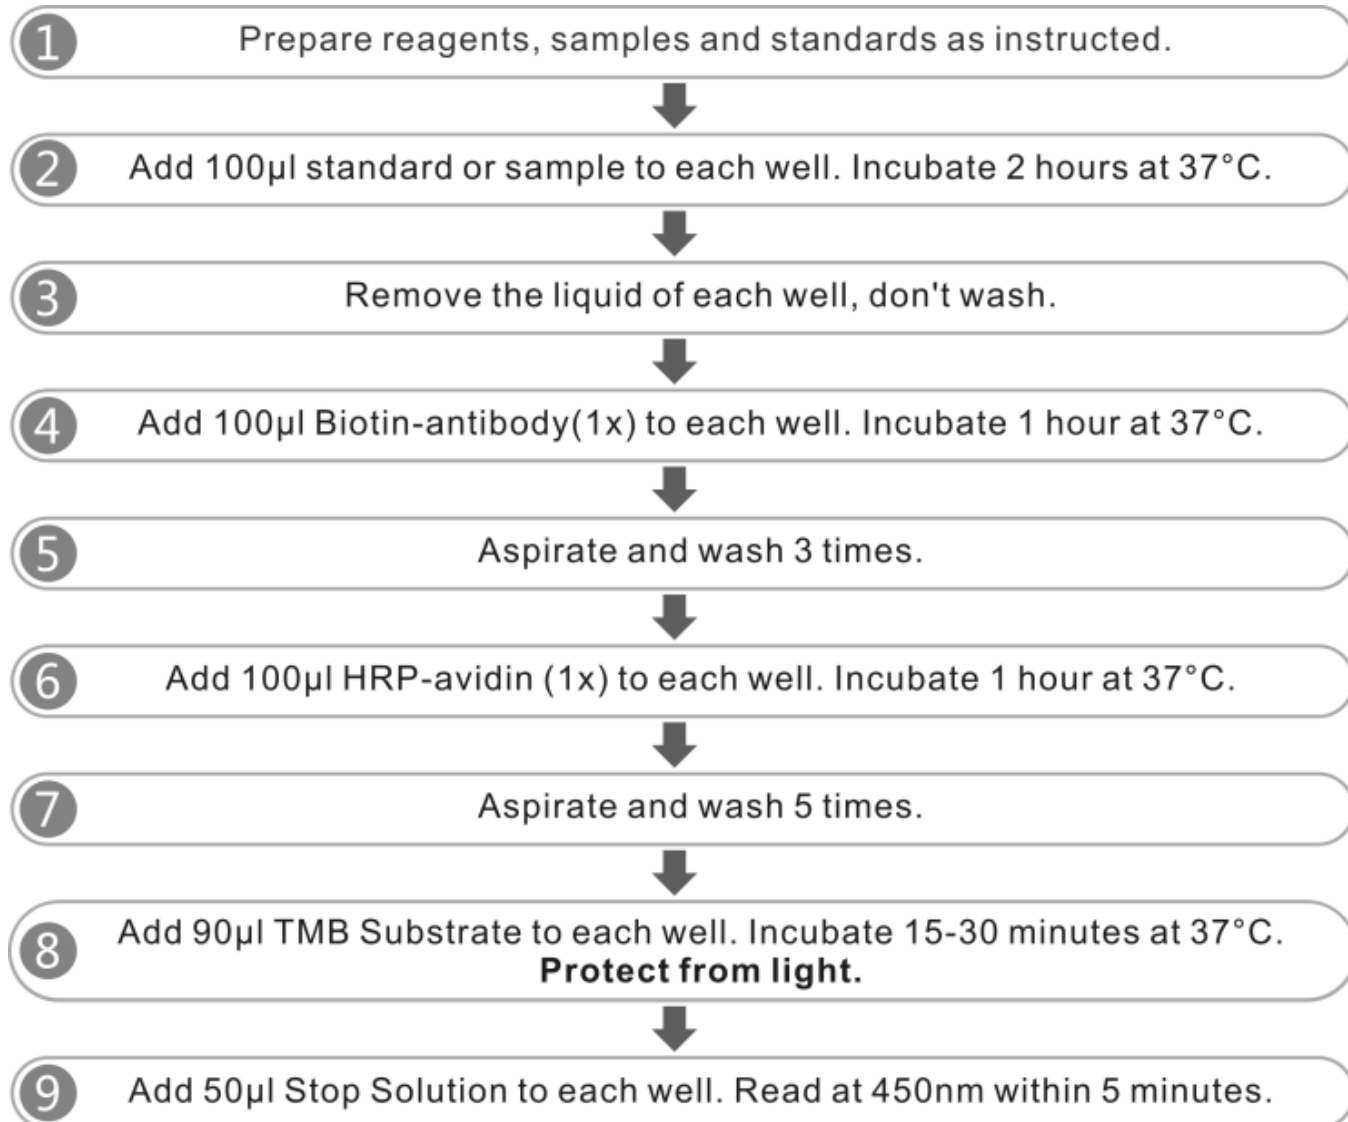 1 Prepare reagents, samples and standards as instructed.
2 Add 100µl standard or sample to each well. Incubate 2 hours at 37°C.
3 Remove the liquid of each well, don't wash.
4 Add 100µl Biotin-antibody(1x) to each well. Incubate 1 hour at 37°C.
5 Aspirate and wash 3 times.
6 Add 100µl HRP-avidin (1x) to each well. Incubate 1 hour at 37°C.
7 Aspirate and wash 5 times.
8 Add 90µl TMB Substrate to each well. Incubate 15-30 minutes at 37°C.
Protect from light.
9 Add 50µl Stop Solution to each well. Read at 450nm within 5 minutes.